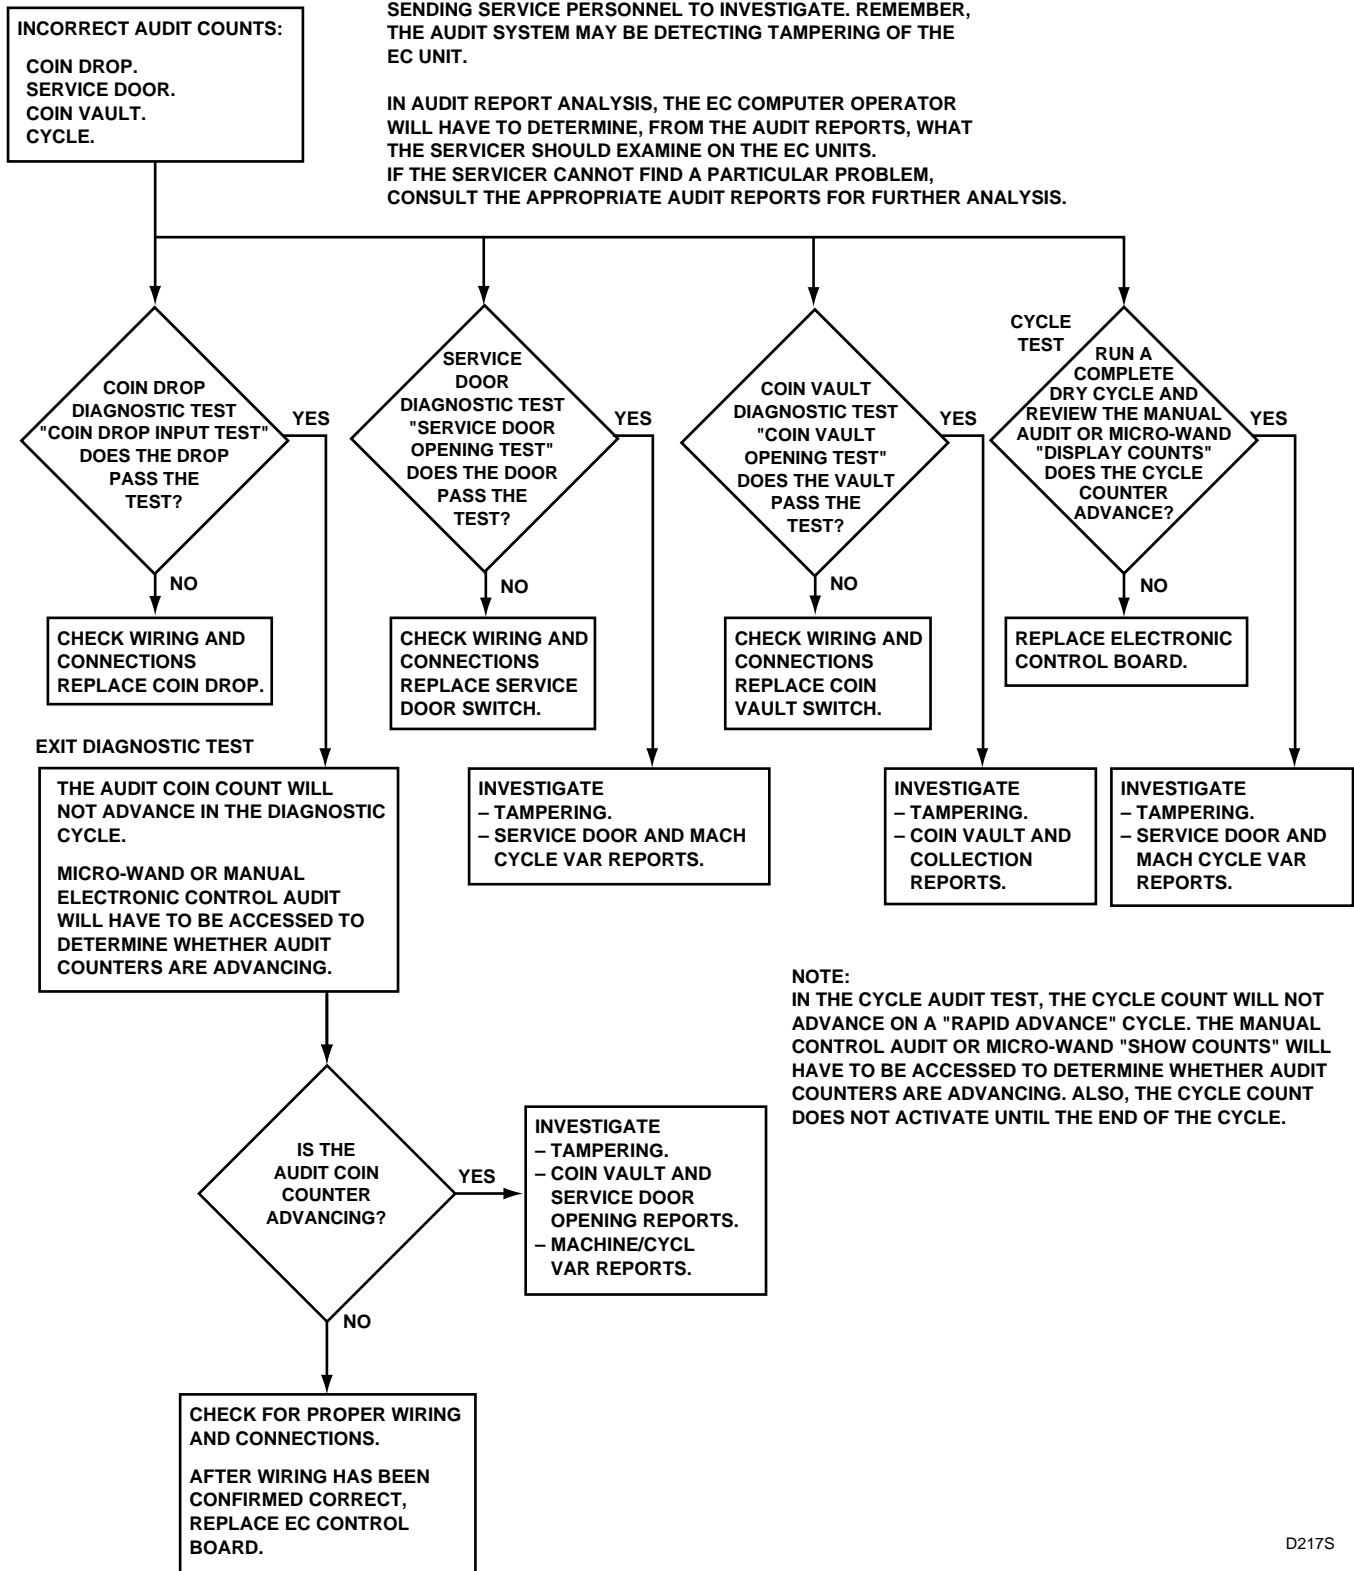 SENDING SERVICE PERSONNEL TO INVESTIGATE. REMEMBER,
THE AUDIT SYSTEM MAY BE DETECTING TAMPERING OF THE
EC UNIT.
IN AUDIT REPORT ANALYSIS, THE EC COMPUTER OPERATOR
WILL HAVE TO DETERMINE, FROM THE AUDIT REPORTS, WHAT
THE SERVICER SHOULD EXAMINE ON THE EC UNITS.
IF THE SERVICER CANNOT FIND A PARTICULAR PROBLEM,
CONSULT THE APPROPRIATE AUDIT REPORTS FOR FURTHER ANALYSIS.
INCORRECT AUDIT COUNTS:
COIN DROP.
SERVICE DOOR.
COIN VAULT.
CYCLE.
COIN DROP
DIAGNOSTIC TEST
"COIN DROP INPUT TEST"
DOES THE DROP
PASS THE
TEST?
YES
NO
SERVICE
DOOR
DIAGNOSTIC TEST
"SERVICE DOOR
OPENING TEST"
DOES THE DOOR
PASS THE
TEST?
YES
NO
COIN VAULT
DIAGNOSTIC TEST
"COIN VAULT
OPENING TEST"
DOES THE VAULT
PASS THE
TEST?
YES
NO
CYCLE
TEST
RUN A
COMPLETE
DRY CYCLE AND
REVIEW THE MANUAL
AUDIT OR MICRO-WAND
"DISPLAY COUNTS"
DOES THE CYCLE
COUNTER
ADVANCE?
YES
NO
CHECK WIRING AND
CONNECTIONS
REPLACE COIN DROP.
CHECK WIRING AND
CONNECTIONS
REPLACE SERVICE
DOOR SWITCH.
CHECK WIRING AND
CONNECTIONS
REPLACE COIN
VAULT SWITCH.
REPLACE ELECTRONIC
CONTROL BOARD.
EXIT DIAGNOSTIC TEST
THE AUDIT COIN COUNT WILL
NOT ADVANCE IN THE DIAGNOSTIC
CYCLE.
MICRO-WAND OR MANUAL
ELECTRONIC CONTROL AUDIT
WILL HAVE TO BE ACCESSED TO
DETERMINE WHETHER AUDIT
COUNTERS ARE ADVANCING.
INVESTIGATE
– TAMPERING.
– SERVICE DOOR AND MACH
CYCLE VAR REPORTS.
INVESTIGATE
– TAMPERING.
– COIN VAULT AND
COLLECTION
REPORTS.
INVESTIGATE
– TAMPERING.
– SERVICE DOOR AND
MACH CYCLE VAR
REPORTS.
NOTE:
IN THE CYCLE AUDIT TEST, THE CYCLE COUNT WILL NOT
ADVANCE ON A "RAPID ADVANCE" CYCLE. THE MANUAL
CONTROL AUDIT OR MICRO-WAND "SHOW COUNTS" WILL
HAVE TO BE ACCESSED TO DETERMINE WHETHER AUDIT
COUNTERS ARE ADVANCING. ALSO, THE CYCLE COUNT
DOES NOT ACTIVATE UNTIL THE END OF THE CYCLE.
IS THE
AUDIT COIN
COUNTER
ADVANCING?
YES
NO
INVESTIGATE
– TAMPERING.
– COIN VAULT AND
SERVICE DOOR
OPENING REPORTS.
– MACHINE/CYCL
VAR REPORTS.
CHECK FOR PROPER WIRING
AND CONNECTIONS.
AFTER WIRING HAS BEEN
CONFIRMED CORRECT,
REPLACE EC CONTROL
BOARD.
D217S